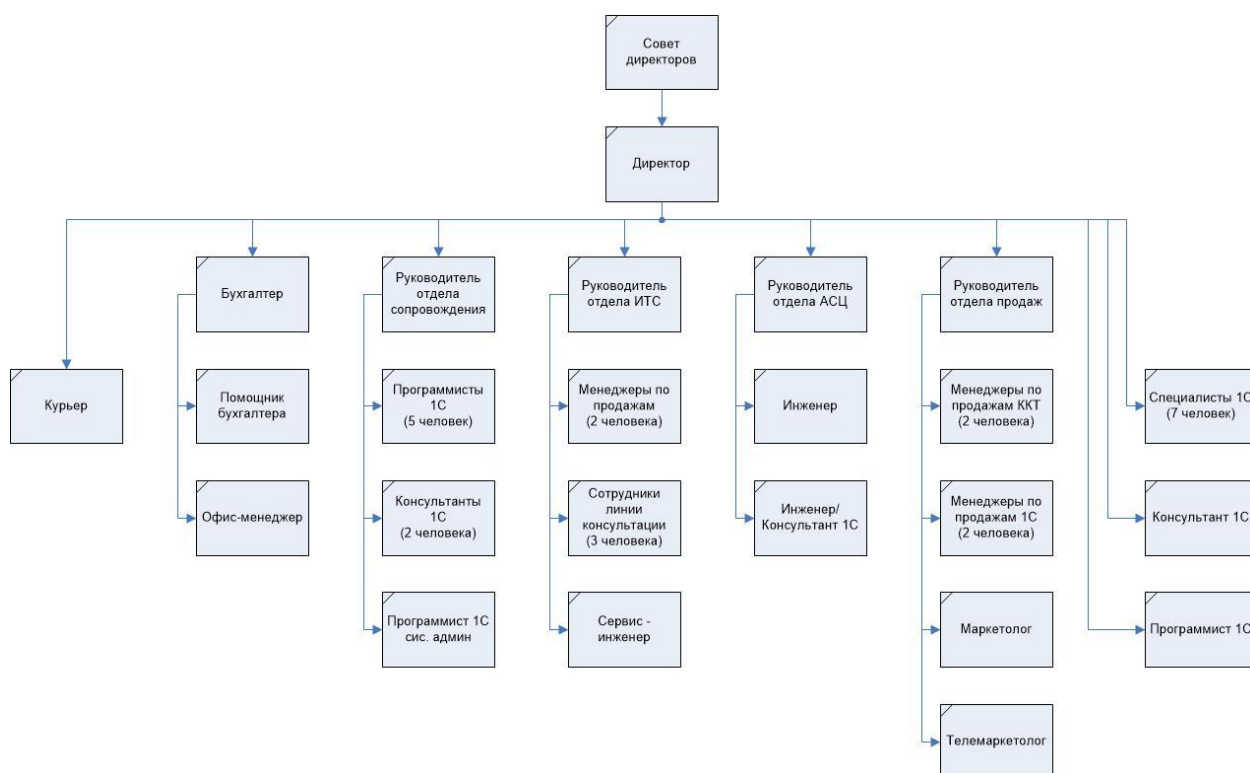 Совет
директоров
Директор
Бухгалтер
Руководитель
отдела
сопровождения
Руководитель
отдела ИТС
Руководитель
отдела АСЦ
Руководитель
отдела продаж
Курьер
Помощник
бухгалтера
Программисты
1С
(5 человек)
Менеджеры по
продажам
(2 человека)
Инженер
Менеджеры по
продажам ККТ
(2 человека)
Специалисты 1С
(7 человек)
Офис-менеджер
Консультанты
1С
(2 человека)
Сотрудники
линии
консультации
(3 человека)
Инженер/
Консультант 1С
Менеджеры по
продажам 1С
(2 человека)
Консультант 1С
Программист 1С
сис. админ
Сервис -
инженер
Маркетолог
Программист 1С
Телемаркетолог